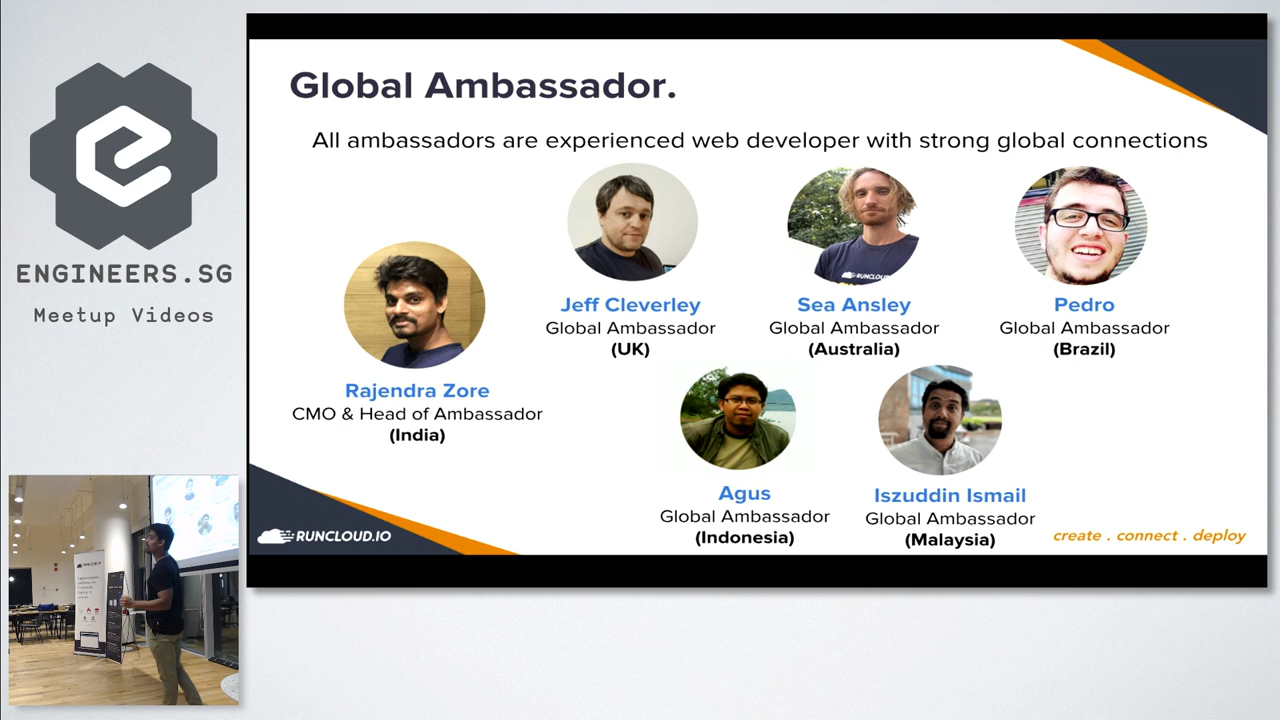 Global Ambassador.
All ambassadors are experienced web developer with strong global connections
ENGINEERS.SG
Meetup Videos
Jeff Cleverley
Global Ambassador
(UK)
Sea Ansley
Global Ambassador
(Australia)
Pedro
Global Ambassador
(Brazil)
Rajendra Zore
CMO & Head of Ambassador
(India)
Agus
Global Ambassador
(Indonesia)
Iszuddin Ismail
Global Ambassador
(Malaysia)
RUNCLOUD
RUNCLOUD.IO
create . connect . deploy